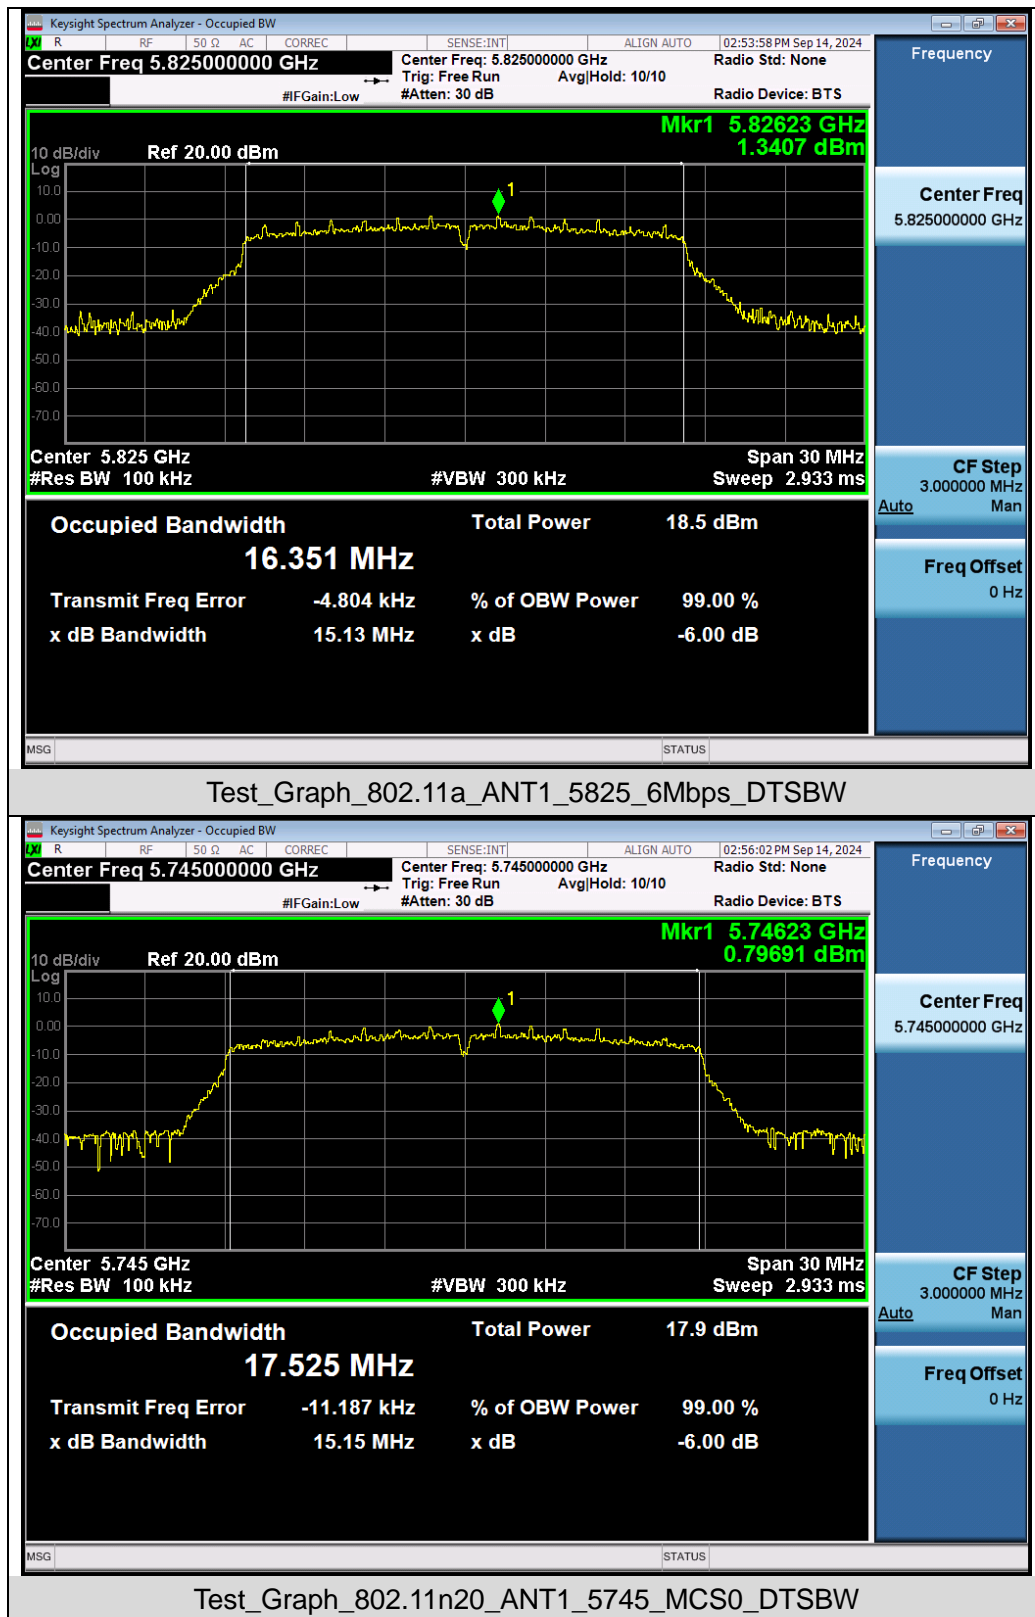 Keysight Spectrum Analyzer - Occupied BW
LXI R RF 50 Ω AC CORREC SENSE:INT ALIGN AUTO 02:53:58 PM Sep 14, 2024
Center Freq 5.825000000 GHz
Center Freq: 5.825000000 GHz
Radio Std: None
Trig: Free Run Avg|Hold: 10/10
#IFGain:Low
#Atten: 30 dB
Radio Device: BTS
Frequency
Mkr1 5.82623 GHz
1.3407 dBm
10 dB/div Ref 20.00 dBm
Log
1
10.0
0.00
-10.0
-20.0
-30.0
-40.0
-50.0
-60.0
-70.0
Center Freq
5.825000000 GHz
Center 5.825 GHz Span 30 MHz
#Res BW 100 kHz #VBW 300 kHz Sweep 2.933 ms
CF Step
3.000000 MHz
Auto Man
Occupied Bandwidth Total Power 18.5 dBm
16.351 MHz
Freq Offset
0 Hz
Transmit Freq Error -4.804 kHz % of OBW Power 99.00 %
x dB Bandwidth 15.13 MHz x dB -6.00 dB
MSG STATUS
Test_Graph_802.11a_ANT1_5825_6Mbps_DTSBW
Keysight Spectrum Analyzer - Occupied BW
LXI R RF 50 Ω AC CORREC SENSE:INT ALIGN AUTO 02:56:02 PM Sep 14, 2024
Center Freq 5.745000000 GHz
Center Freq: 5.745000000 GHz
Radio Std: None
Trig: Free Run Avg|Hold: 10/10
#IFGain:Low
#Atten: 30 dB
Radio Device: BTS
Frequency
Mkr1 5.74623 GHz
0.79691 dBm
10 dB/div Ref 20.00 dBm
Log
1
10.0
0.00
-10.0
-20.0
-30.0
-40.0
-50.0
-60.0
-70.0
Center Freq
5.745000000 GHz
Center 5.745 GHz Span 30 MHz
#Res BW 100 kHz #VBW 300 kHz Sweep 2.933 ms
CF Step
3.000000 MHz
Auto Man
Occupied Bandwidth Total Power 17.9 dBm
17.525 MHz
Freq Offset
0 Hz
Transmit Freq Error -11.187 kHz % of OBW Power 99.00 %
x dB Bandwidth 15.15 MHz x dB -6.00 dB
MSG STATUS
Test_Graph_802.11n20_ANT1_5745_MCS0_DTSBW